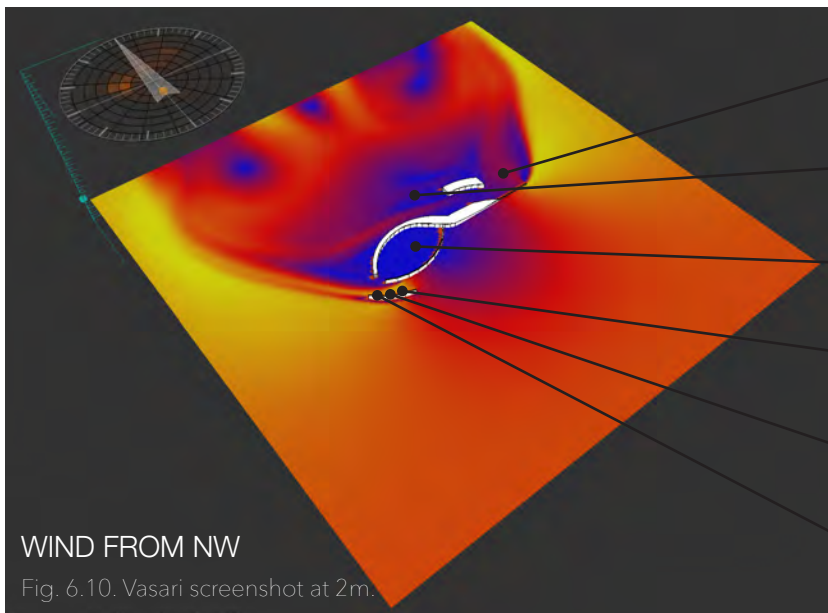 WIND FROM NW
Fig. 6.10. Vasari screenshot at 2m.